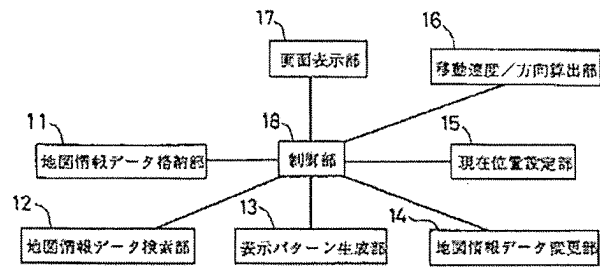 17
画面表示部
16
移動速度/方向算出部
11
地図情報データ格納部
18
制御部
15
現在位置設定部
12
地図情報データ検索部
13
表示パターン生成部
14
地図情報データ変更部